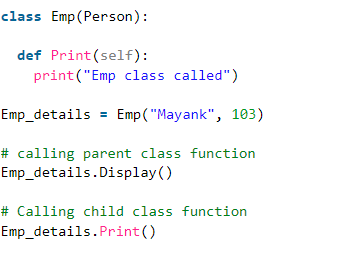 class Emp(Person):
  def Print(self):
    print("Emp class called")
Emp_details = Emp("Mayank", 103)
# calling parent class function
Emp_details.Display()
# Calling child class function
Emp_details.Print()